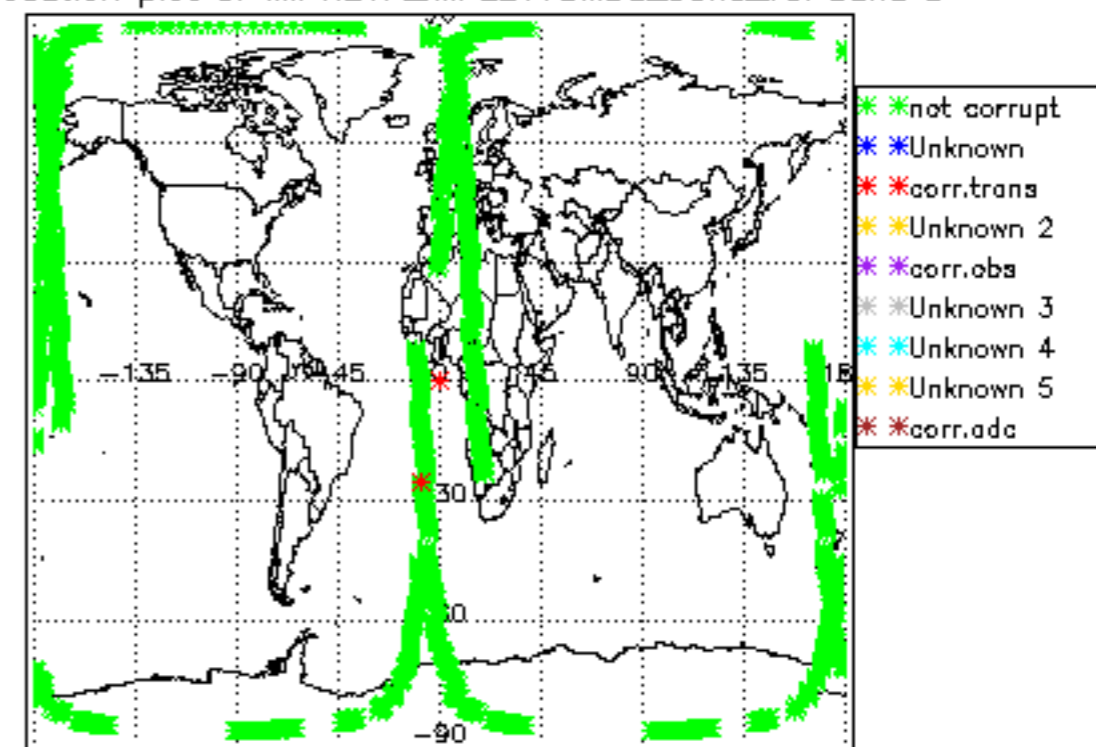 not corrupt
Unknown
corr.trans
Unknown 2
corr.obs
Unknown 3
Unknown 4
Unknown 5
corr.adc
-135 -90 45 45 90 135 18
30
-90